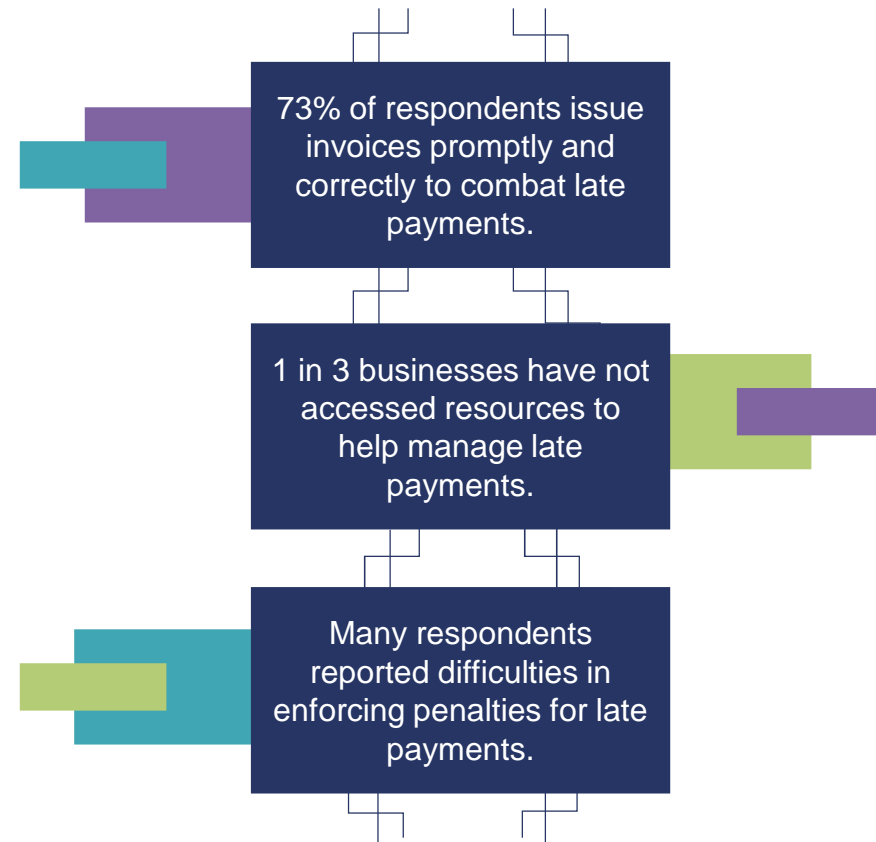 73% of respondents issue
invoices promptly and
correctly to combat late
payments.
1 in 3 businesses have not
accessed resources to
help manage late
payments.
Many respondents
reported difficulties in
enforcing penalties for late
payments.